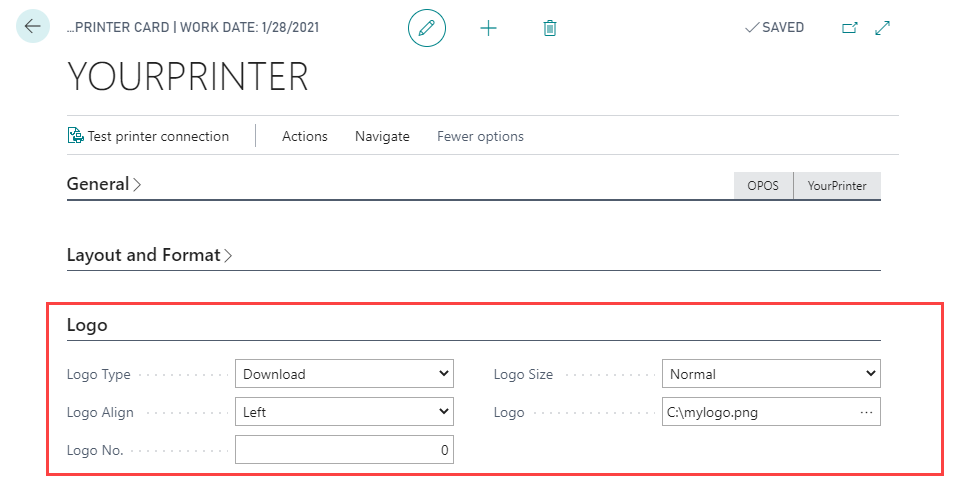 ...PRINTER CARD | WORK DATE: 1/28/2021
SAVED
YOURPRINTER
Test printer connection Actions Navigate Fewer options
General
OPOS YourPrinter
Layout and Format
Logo
Logo Type Download Logo Size Normal
Logo Align Left Logo C:\mylogo.png ...
Logo No. 0